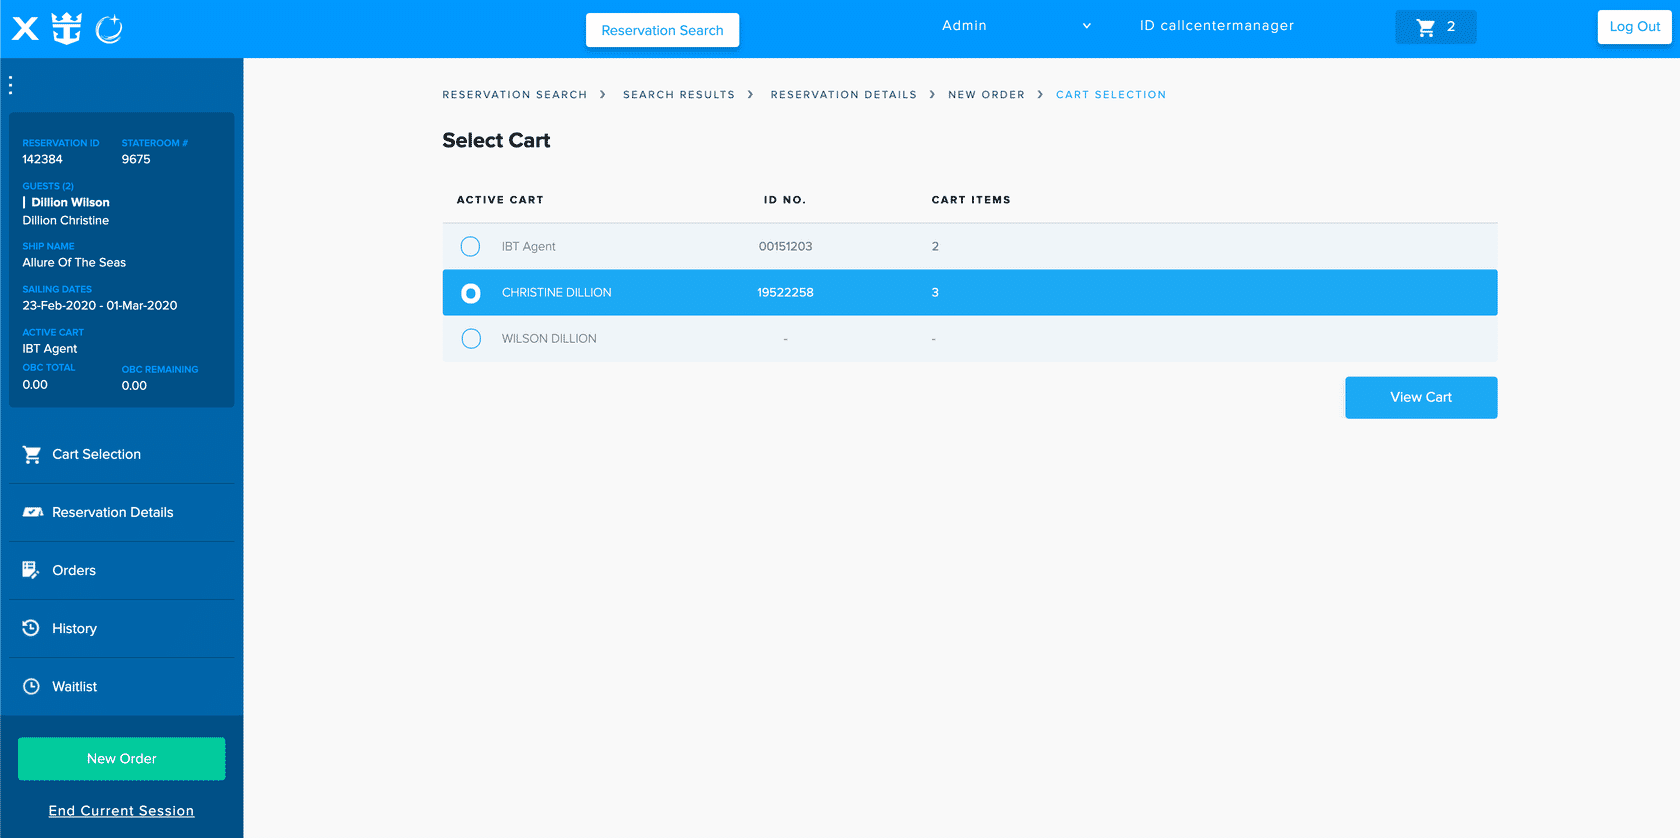 X
Reservation Search
Admin
ID callcentermanager
2
Log Out
RESERVATION ID STATEROOM #
142384 9675
GUESTS (2)
Dillion Wilson
Dillion Christine
SHIP NAME
Allure Of The Seas
SAILING DATES
23-Feb-2020 - 01-Mar-2020
ACTIVE CART
IBT Agent
OBC TOTAL OBC REMAINING
0.00 0.00
Cart Selection
Reservation Details
Orders
History
Waitlist
New Order
End Current Session
RESERVATION SEARCH > SEARCH RESULTS > RESERVATION DETAILS > NEW ORDER > CART SELECTION
Select Cart
ACTIVE CART ID NO. CART ITEMS
IBT Agent 00151203 2
CHRISTINE DILLION 19522258 3
WILSON DILLION - -
View Cart